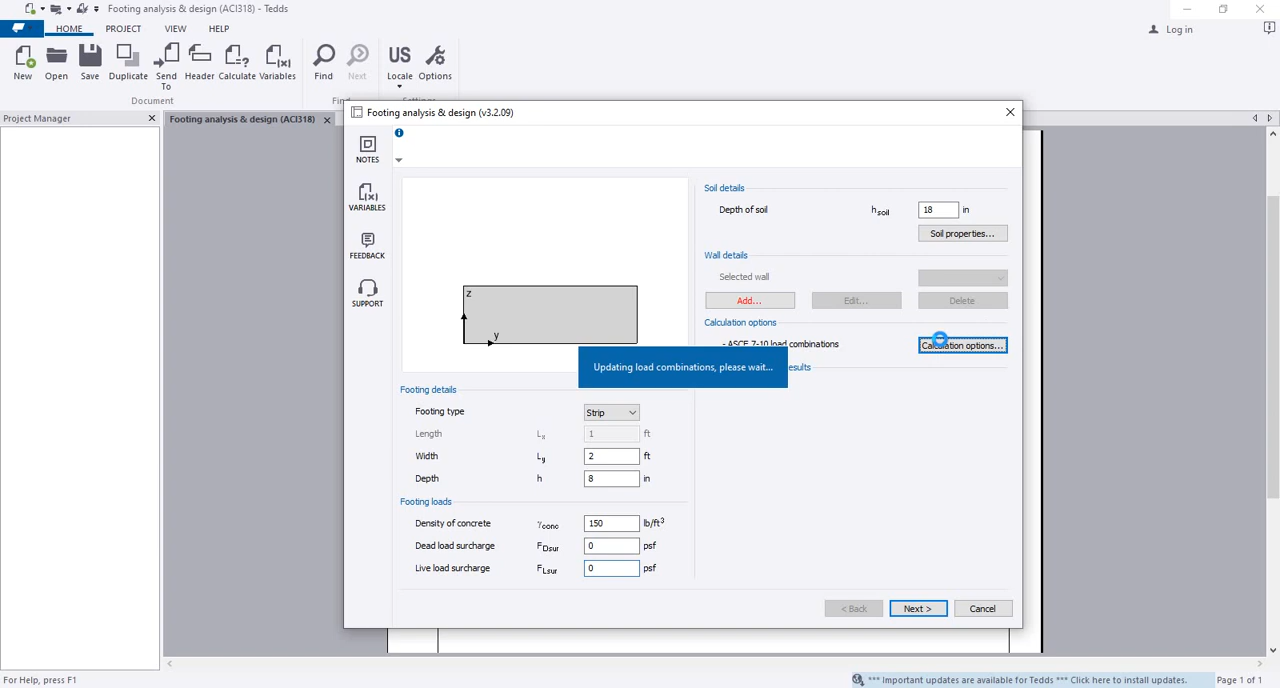 Footing analysis & design (ACI318) - Tedds
HOME PROJECT VIEW HELP
Log in
New Open Save Duplicate Send To Header Calculate Variables Find Next US Locale Options
Document
Project Manager
Footing analysis & design (ACI318)
Footing analysis & design (v3.2.09)
NOTES
VARIABLES
FEEDBACK
SUPPORT
z
y
Soil details
Depth of soil hsoil 18 in
Soil properties...
Wall details
Selected wall
Add... Edit... Delete
Calculation options
- ASCE 7-10 load combinations
Calculation options...
Updating load combinations, please wait...
Footing details
Footing type Strip
Length Lx 1 ft
Width Ly 2 ft
Depth h 8 in
Footing loads
Density of concrete γconc 150 lb/ft3
Dead load surcharge FDsur 0 psf
Live load surcharge FLsur 0 psf
< Back Next > Cancel
For Help, press F1
*** Important updates are available for Tedds *** Click here to install updates.
Page 1 of 1